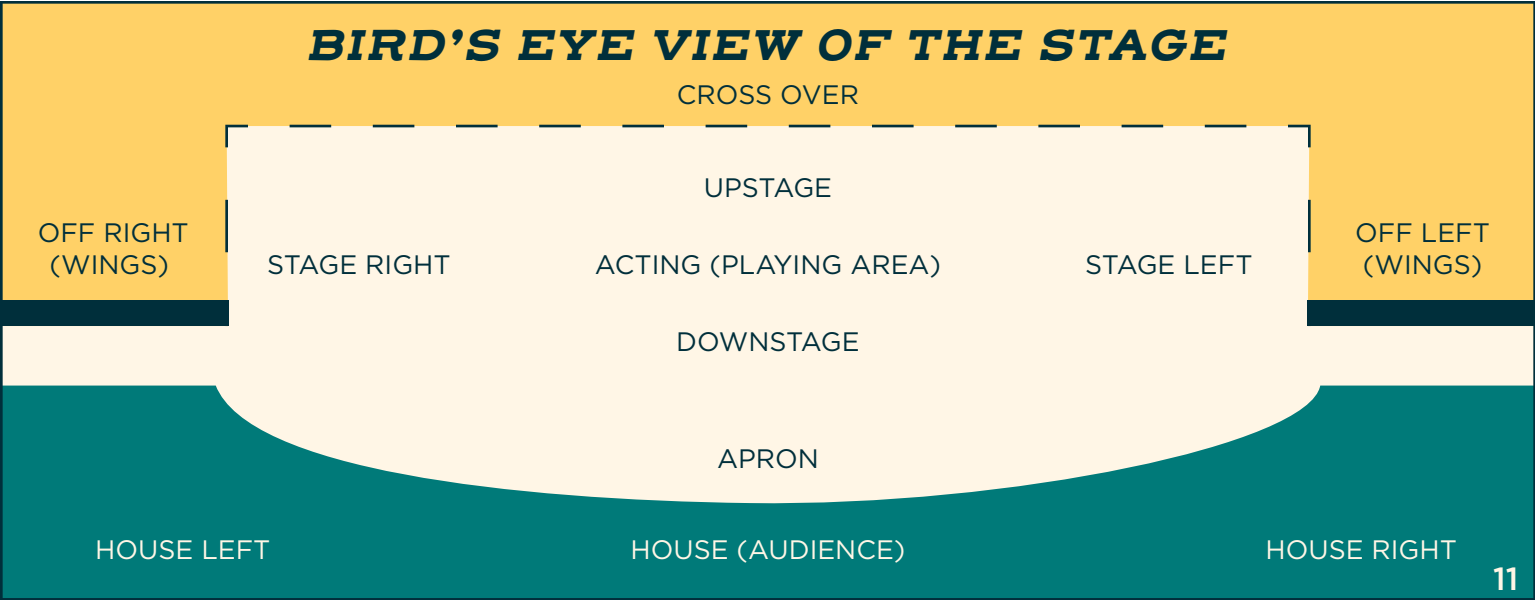 BIRD'S EYE VIEW OF THE STAGE
CROSS OVER
UPSTAGE
OFF RIGHT
(WINGS)
STAGE RIGHT
ACTING (PLAYING AREA)
STAGE LEFT
OFF LEFT
(WINGS)
DOWNSTAGE
APRON
HOUSE LEFT
HOUSE (AUDIENCE)
HOUSE RIGHT
11